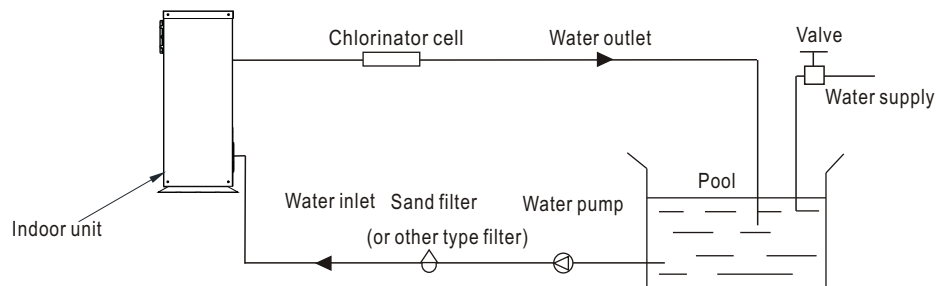 Chlorinator cell
Water outlet
Valve
Water supply
Pool
Water inlet
Sand filter
(or other type filter)
Water pump
Indoor unit